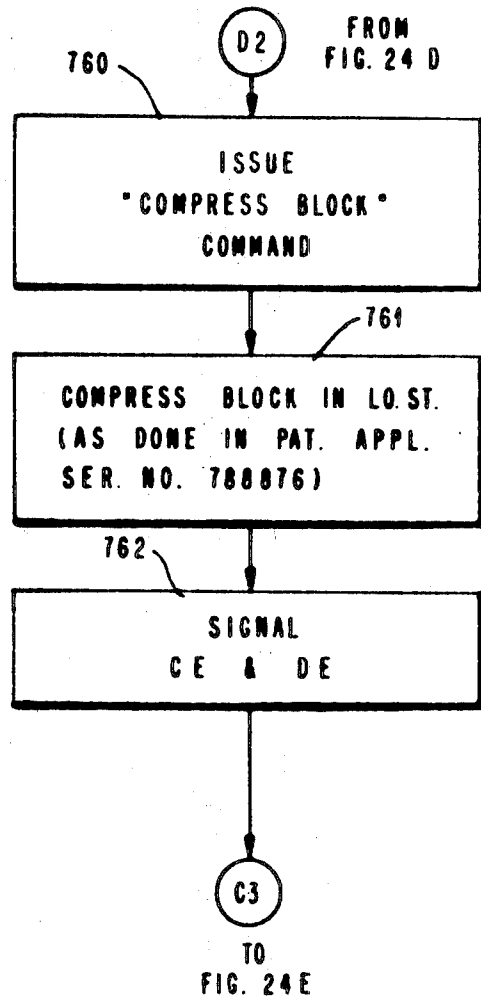 D2
FROM
FIG. 24 D
760
ISSUE
"COMPRESS BLOCK"
COMMAND
761
COMPRESS BLOCK IN LO. ST.
(AS DONE IN PAT. APPL.
SER. NO. 788876)
762
SIGNAL
CE & DE
C3
TO
FIG. 24E